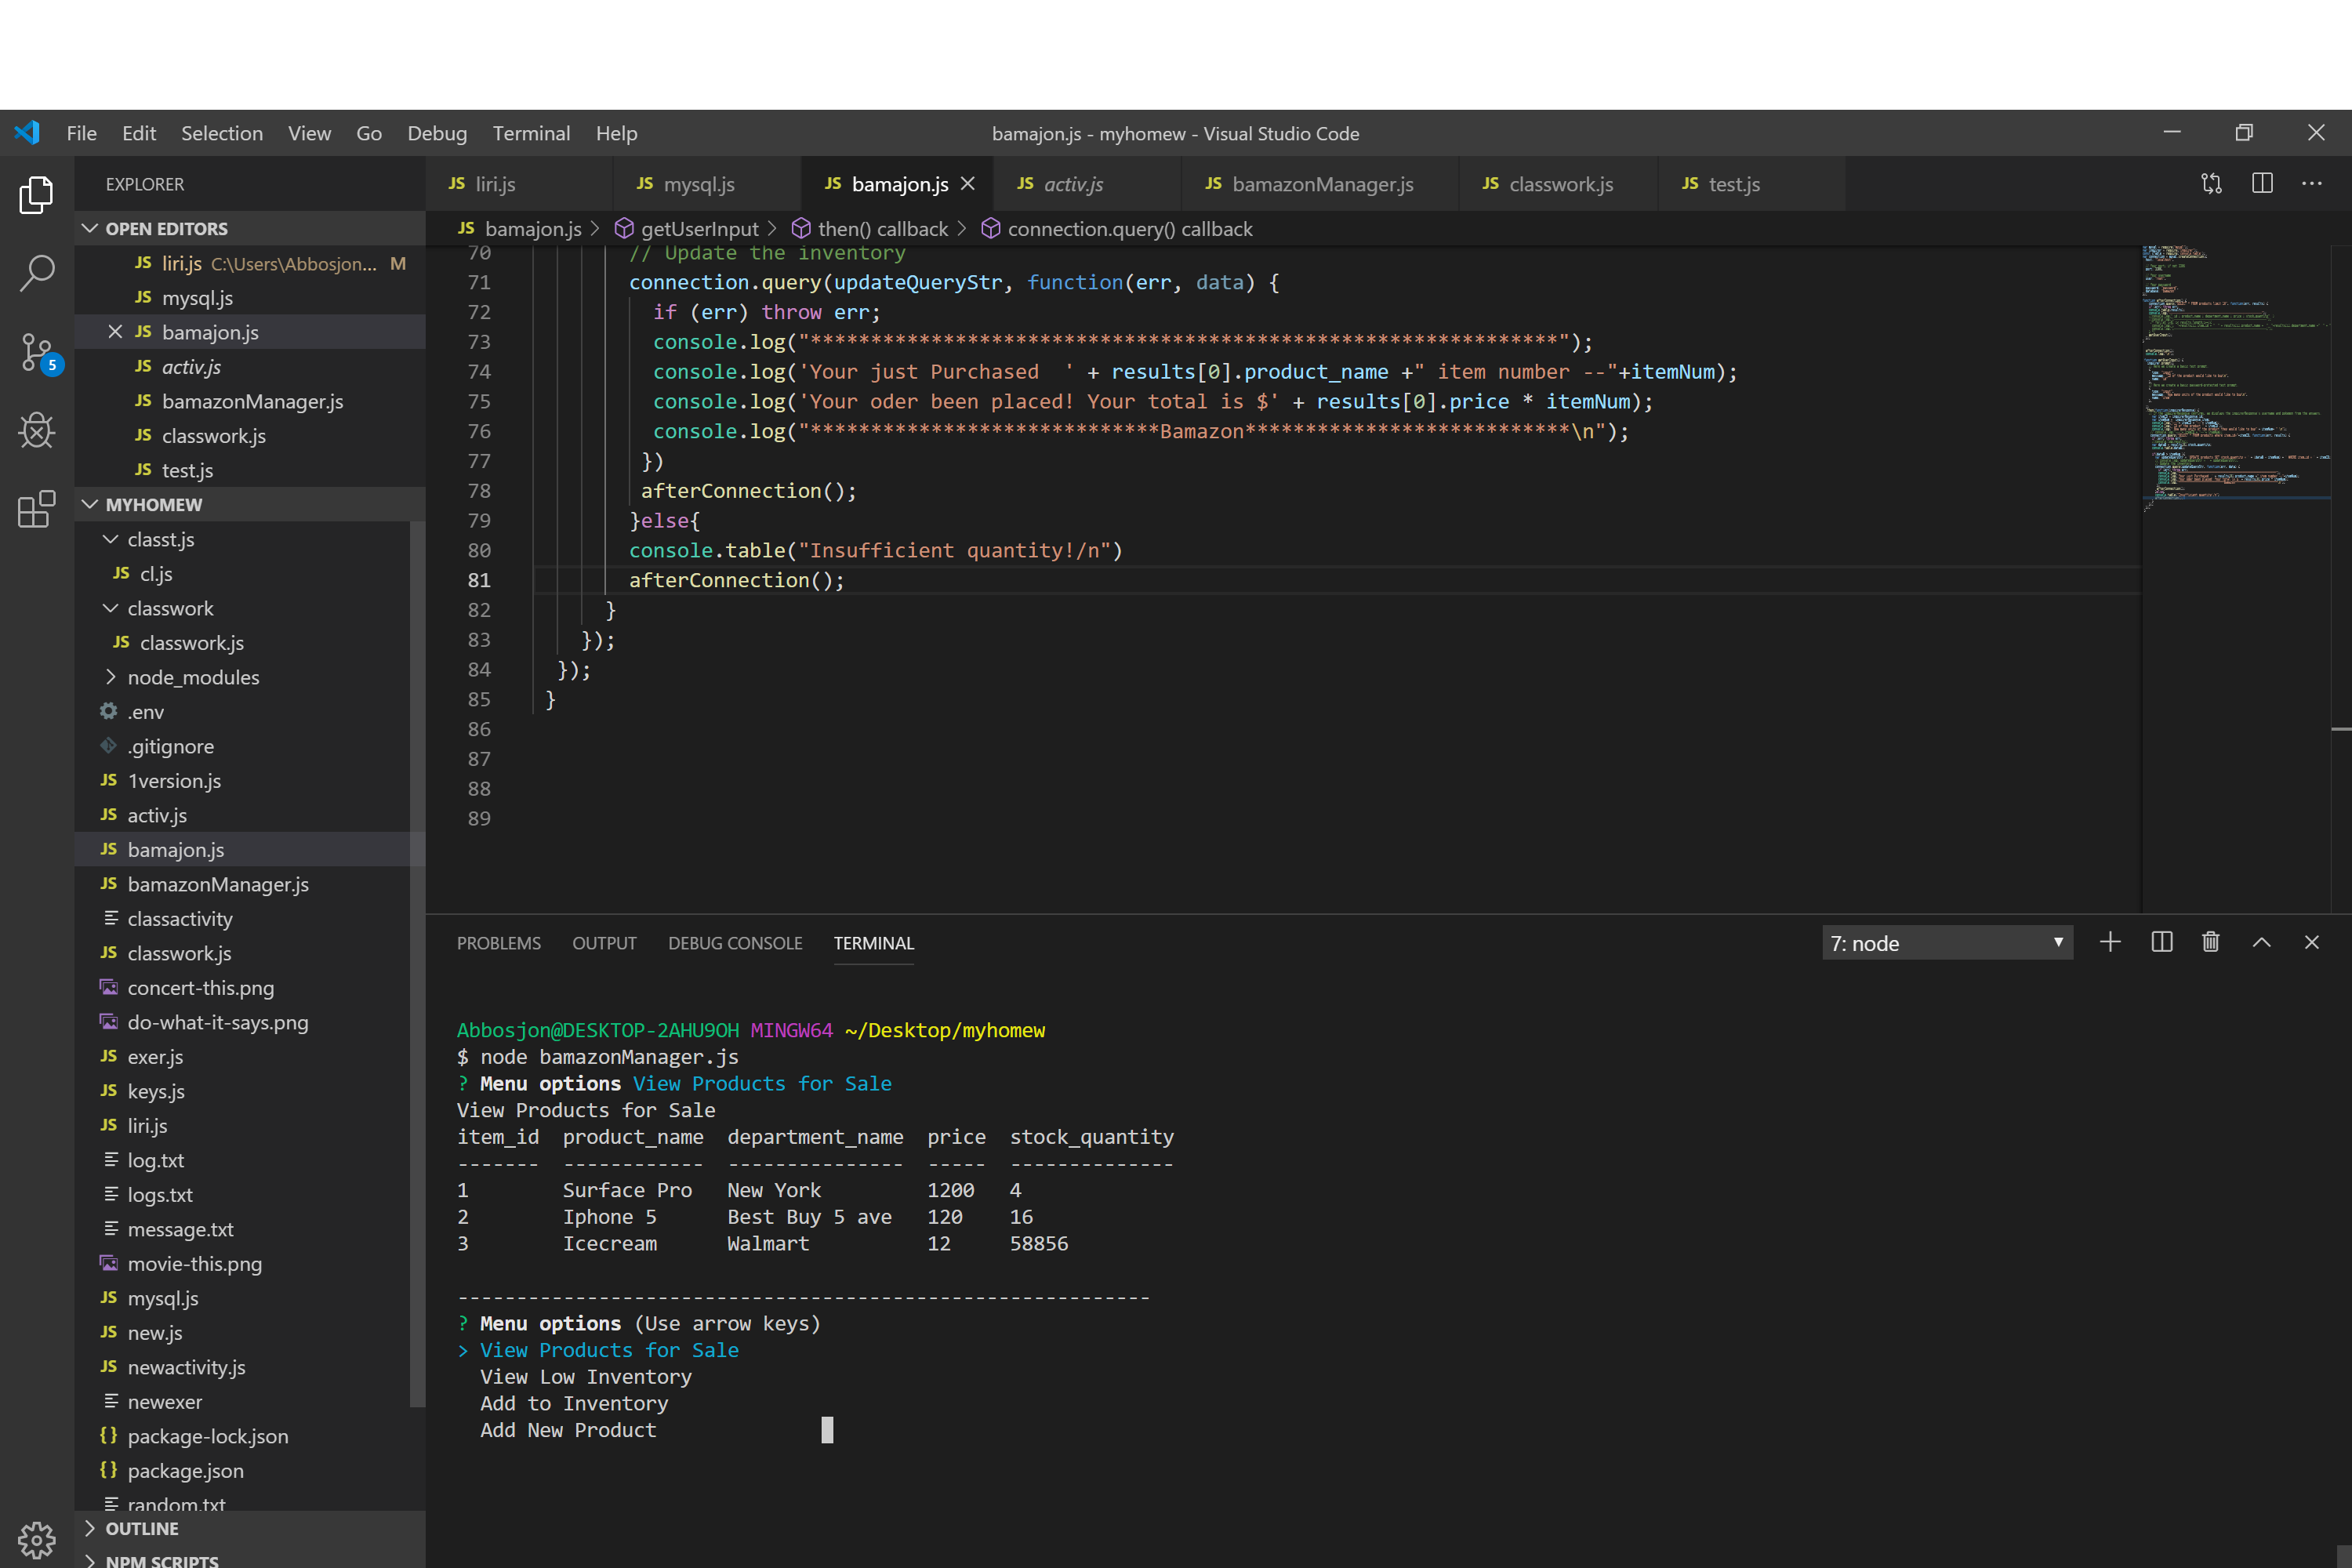 File Edit Selection View Go Debug Terminal Help
bamajon.js - myhomew - Visual Studio Code
EXPLORER
OPEN EDITORS
JS liri.js C:\Users\Abbosjon... M
JS mysql.js
JS bamajon.js
JS activ.js
JS bamazonManager.js
JS classwork.js
JS test.js
5
MYHOMEW
classt.js
JS cl.js
classwork
JS classwork.js
node_modules
.env
.gitignore
JS 1version.js
JS activ.js
JS bamajon.js
JS bamazonManager.js
classactivity
JS classwork.js
concert-this.png
do-what-it-says.png
JS exer.js
JS keys.js
JS liri.js
log.txt
logs.txt
message.txt
movie-this.png
JS mysql.js
JS new.js
JS newactivity.js
newexer
{} package-lock.json
{} package.json
random.txt
OUTLINE
NPM SCRIPTS
JS liri.js JS mysql.js JS bamajon.js JS activ.js JS bamazonManager.js JS classwork.js JS test.js
JS bamajon.js > getUserInput > then() callback > connection.query() callback
70 // Update the inventory
71 connection.query(updateQueryStr, function(err, data) {
72 if (err) throw err;
73 console.log("**************************************************************");
74 console.log('Your just Purchased  ' + results[0].product_name +" item number --"+itemNum);
75 console.log('Your oder been placed! Your total is $' + results[0].price * itemNum);
76 console.log("*****************************Bamazon***************************\n");
77 })
78 afterConnection();
79 }else{
80 console.table("Insufficient quantity!/n")
81 afterConnection();
82 }
83 });
84 });
85 }
86
87
88
89
PROBLEMS OUTPUT DEBUG CONSOLE TERMINAL
7: node
Abbosjon@DESKTOP-2AHU9OH MINGW64 ~/Desktop/myhomew
$ node bamazonManager.js
? Menu options View Products for Sale
View Products for Sale
item_id  product_name  department_name  price  stock_quantity
-------  ------------  ---------------  -----  --------------
1        Surface Pro   New York         1200   4
2        Iphone 5      Best Buy 5 ave   120    16
3        Icecream      Walmart          12     58856
-----------------------------------------------------------
? Menu options (Use arrow keys)
> View Products for Sale
View Low Inventory
Add to Inventory
Add New Product